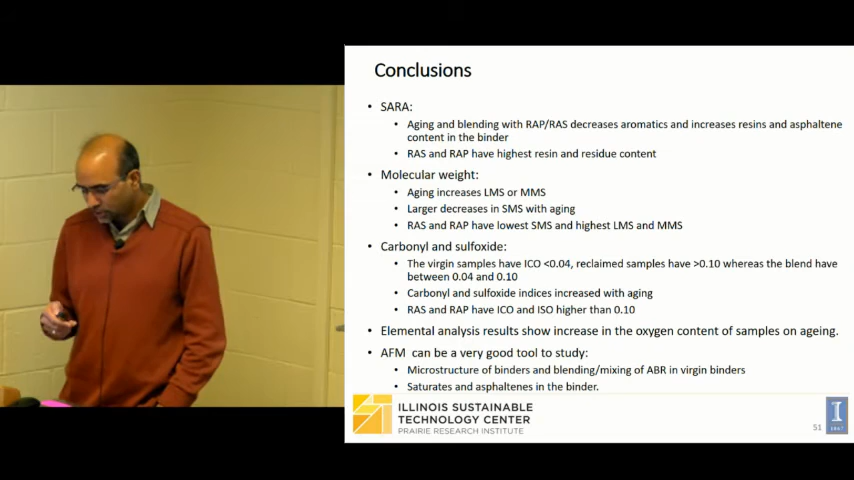 Conclusions
• SARA:
• Aging and blending with RAP/RAS decreases aromatics and increases resins and asphaltene
content in the binder
• RAS and RAP have highest resin and residue content
• Molecular weight:
• Aging increases LMS or MMS
• Larger decreases in SMS with aging
• RAS and RAP have lowest SMS and highest LMS and MMS
• Carbonyl and sulfoxide:
• The virgin samples have ICO <0.04, reclaimed samples have >0.10 whereas the blend have
between 0.04 and 0.10
• Carbonyl and sulfoxide indices increased with aging
• RAS and RAP have ICO and ISO higher than 0.10
• Elemental analysis results show increase in the oxygen content of samples on ageing.
• AFM can be a very good tool to study:
• Microstructure of binders and blending/mixing of ABR in virgin binders
• Saturates and asphaltenes in the binder.
ILLINOIS SUSTAINABLE
TECHNOLOGY CENTER
PRAIRIE RESEARCH INSTITUTE
51
I
1867